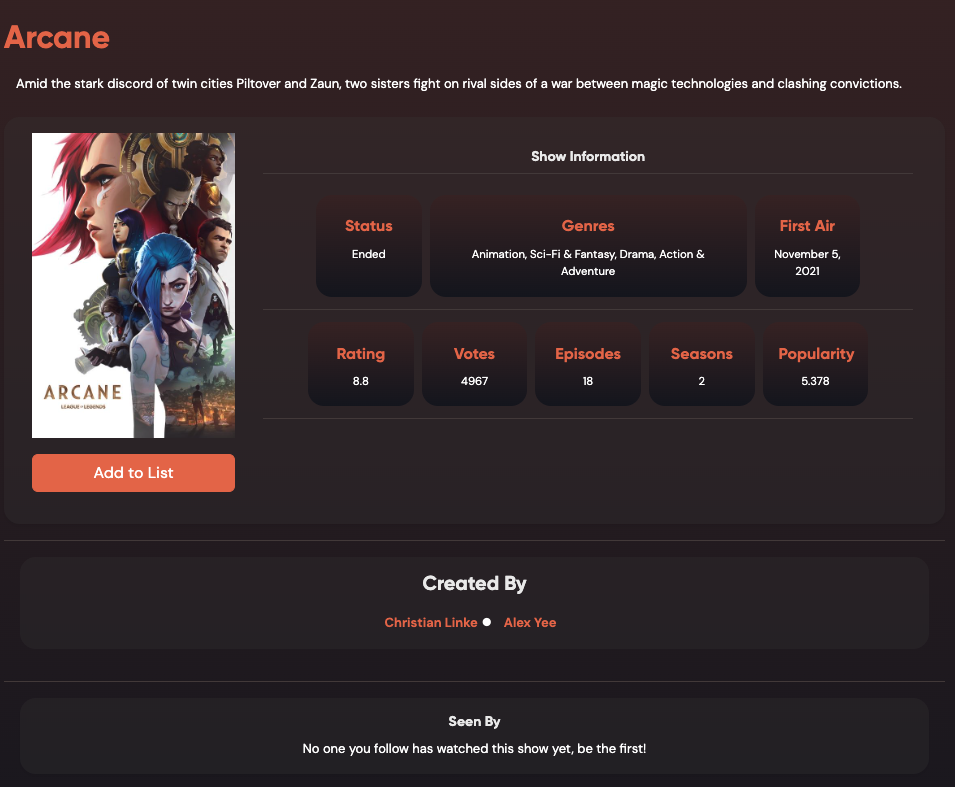 Arcane
Amid the stark discord of twin cities Piltover and Zaun, two sisters fight on rival sides of a war between magic technologies and clashing convictions.
ARCANE
LEAGUE OF LEGENDS
Add to List
Show Information
Status
Ended
Genres
Animation, Sci-Fi & Fantasy, Drama, Action &
Adventure
First Air
November 5,
2021
Rating
8.8
Votes
4967
Episodes
18
Seasons
2
Popularity
5.378
Created By
Christian Linke ● Alex Yee
Seen By
No one you follow has watched this show yet, be the first!